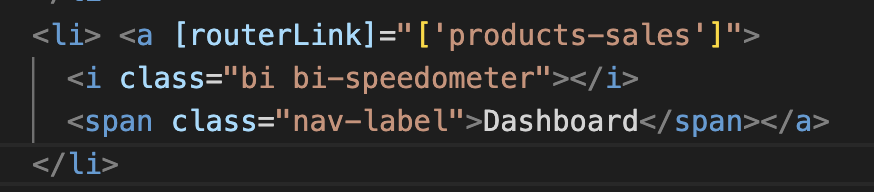 <li> <a [routerLink]="['products-sales']">
<i class="bi bi-speedometer"></i>
<span class="nav-label">Dashboard</span></a>
</li>